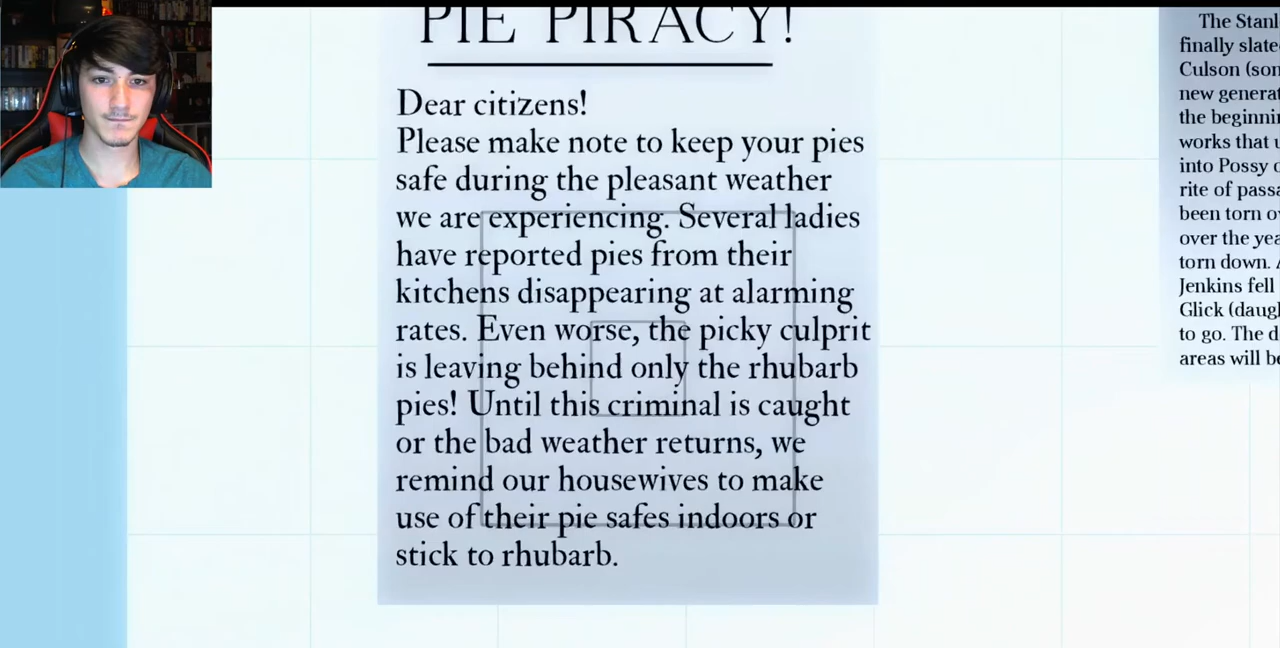 PIE PIRACY!
Dear citizens!
Please make note to keep your pies
safe during the pleasant weather
we are experiencing. Several ladies
have reported pies from their
kitchens disappearing at alarming
rates. Even worse, the picky culprit
is leaving behind only the rhubarb
pies! Until this criminal is caught
or the bad weather returns, we
remind our housewives to make
use of their pie safes indoors or
stick to rhubarb.
The Stanl
finally slate
Culson (son
new generat
the beginnin
works that u
into Possy o
rite of passa
been torn ov
over the yea
torn down. A
Jenkins fell
Glick (daugl
to go. The d
areas will be